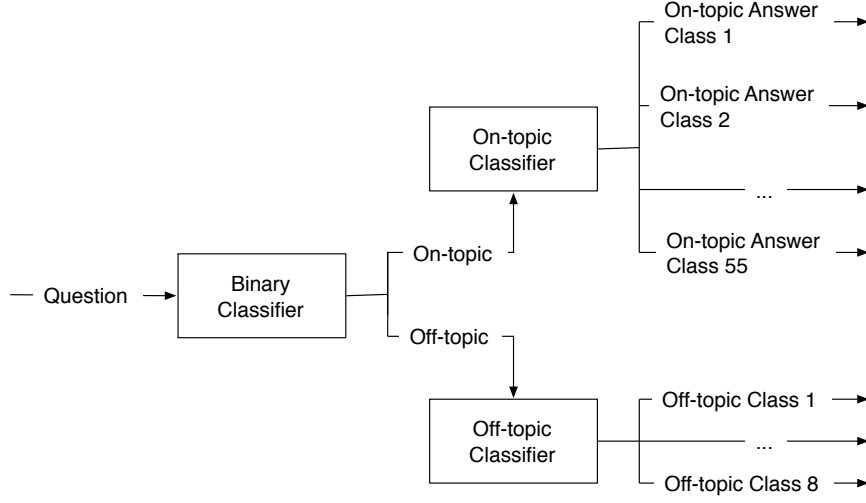 On-topic Answer
Class 1
On-topic Answer
Class 2
On-topic
Classifier
...
On-topic
On-topic Answer
Class 55
Question
Binary
Classifier
Off-topic
Off-topic Class 1
Off-topic
Classifier
...
Off-topic Class 8